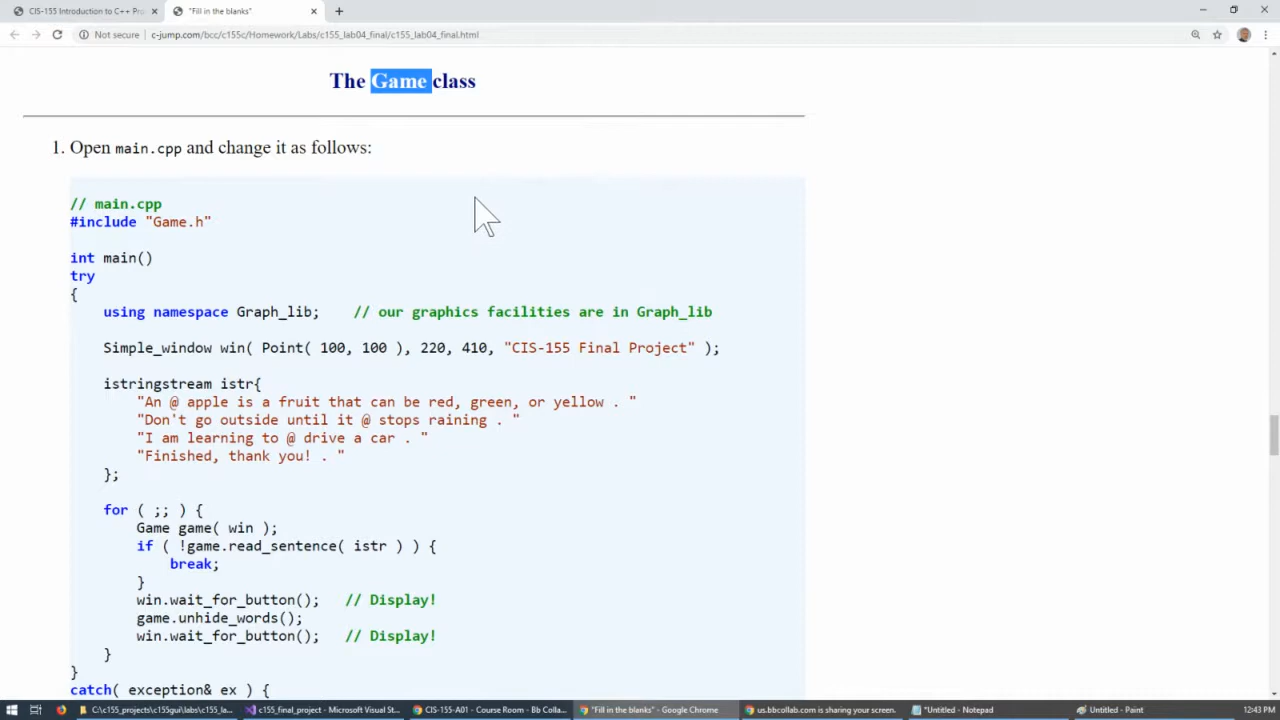 CIS-155 Introduction to C++ Pro
"Fill in the blanks"
Not secure
c-jump.com/bcc/c155c/Homework/Labs/c155_lab04_final/c155_lab04_final.html
The Game class
1. Open main.cpp and change it as follows:
// main.cpp
#include "Game.h"
int main()
try
{
using namespace Graph_lib; // our graphics facilities are in Graph_lib
Simple_window win( Point( 100, 100 ), 220, 410, "CIS-155 Final Project" );
istringstream istr{
"An @ apple is a fruit that can be red, green, or yellow . "
"Don't go outside until it @ stops raining . "
"I am learning to @ drive a car . "
"Finished, thank you! . "
};
for ( ;; ) {
Game game( win );
if ( !game.read_sentence( istr ) ) {
break;
}
win.wait_for_button(); // Display!
game.unhide_words();
win.wait_for_button(); // Display!
}
}
catch( exception& ex ) {
C:\c155_projects\c155gui\labs\c155_la...
c155_final_project - Microsoft Visual St...
CIS-155-A01 - Course Room - Bb Colla...
"Fill in the blanks" - Google Chrome
us.bbcollab.com is sharing your screen.
*Untitled - Notepad
Untitled - Paint
12:43 PM